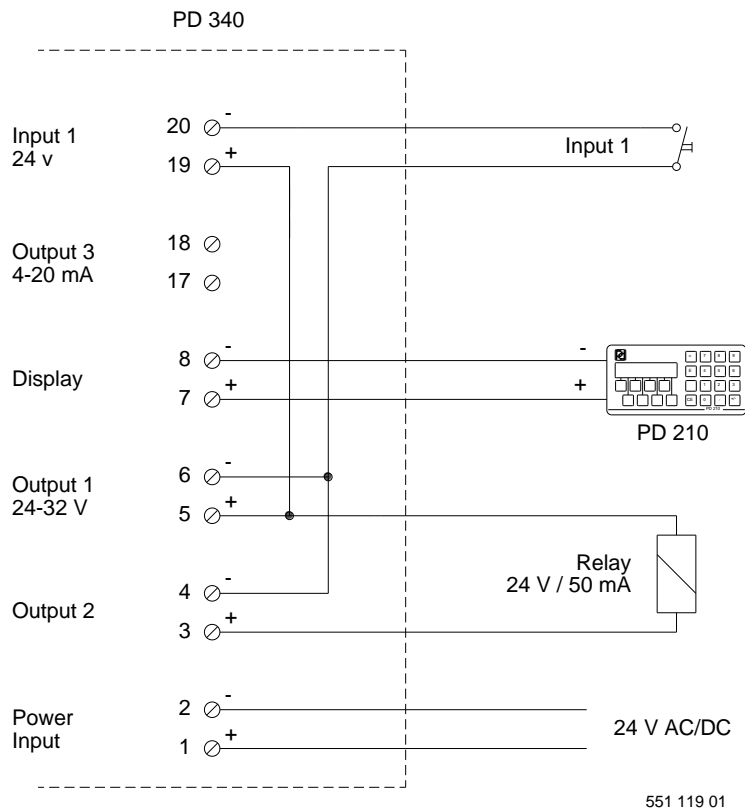 PD 340
Input 1
24 v
20 -
19 +
Input 1
Output 3
4-20 mA
18
17
Display
8 -
7 +
-
+
PD 210
PD 210
Output 1
24-32 V
6 -
5 +
Relay
24 V / 50 mA
Output 2
4 -
3 +
Power
Input
2 -
1 +
24 V AC/DC
551 119 01